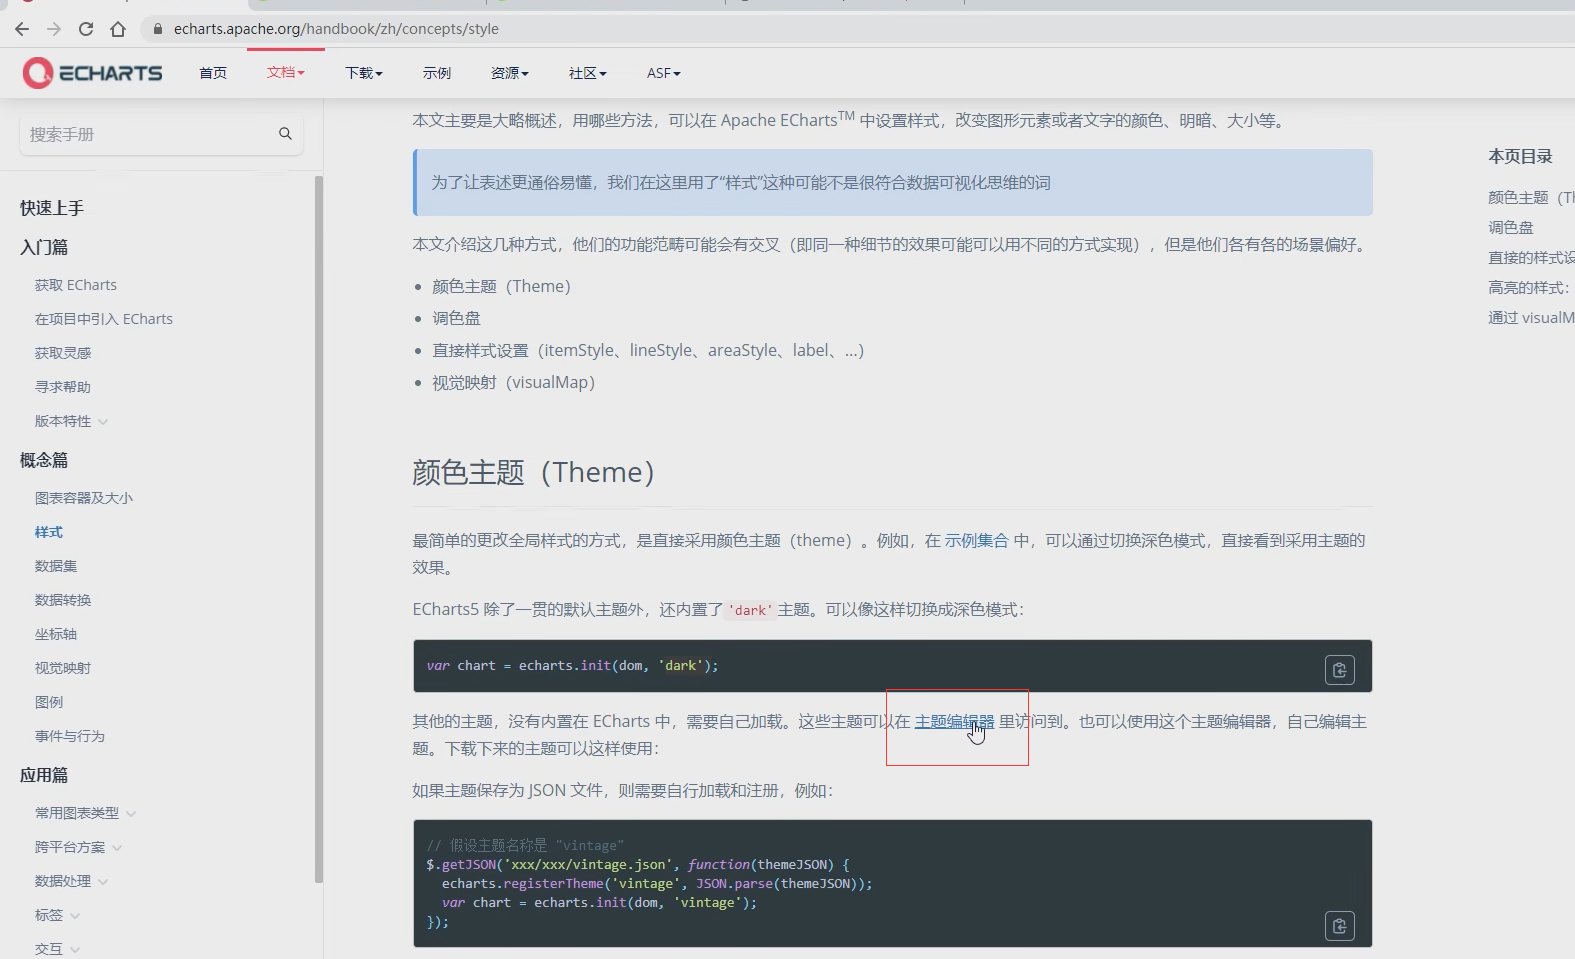 echarts.apache.org/handbook/zh/concepts/style
ECHARTS
首页
文档
下载
示例
资源
社区
ASF
搜索手册
快速上手
入门篇
获取 ECharts
在项目中引入 ECharts
获取灵感
寻求帮助
版本特性
概念篇
图表容器及大小
样式
数据集
数据转换
坐标轴
视觉映射
图例
事件与行为
应用篇
常用图表类型
跨平台方案
数据处理
标签
交互
本文主要是大略概述，用哪些方法，可以在 Apache EChartsTM 中设置样式，改变图形元素或者文字的颜色、明暗、大小等。
为了让表述更通俗易懂，我们在这里用了“样式”这种可能不是很符合数据可视化思维的词
本文介绍这几种方式，他们的功能范畴可能会有交叉（即同一种细节的效果可能可以用不同的方式实现），但是他们各有各的场景偏好。
• 颜色主题（Theme）
• 调色盘
• 直接样式设置（itemStyle、lineStyle、areaStyle、label、...）
• 视觉映射（visualMap）
颜色主题（Theme）
最简单的更改全局样式的方式，是直接采用颜色主题（theme）。例如，在 示例集合 中，可以通过切换深色模式，直接看到采用主题的
效果。
ECharts5 除了一贯的默认主题外，还内置了 'dark' 主题。可以像这样切换成深色模式：
var chart = echarts.init(dom, 'dark');
其他的主题，没有内置在 ECharts 中，需要自己加载。这些主题可以在 主题编辑器 里访问到。也可以使用这个主题编辑器，自己编辑主
题。下载下来的主题可以这样使用：
如果主题保存为 JSON 文件，则需要自行加载和注册，例如：
// 假设主题名称是 "vintage"
$.getJSON('xxx/xxx/vintage.json', function(themeJSON) {
echarts.registerTheme('vintage', JSON.parse(themeJSON));
var chart = echarts.init(dom, 'vintage');
});
本页目录
颜色主题（Th
调色盘
直接的样式设
高亮的样式：
通过 visualM